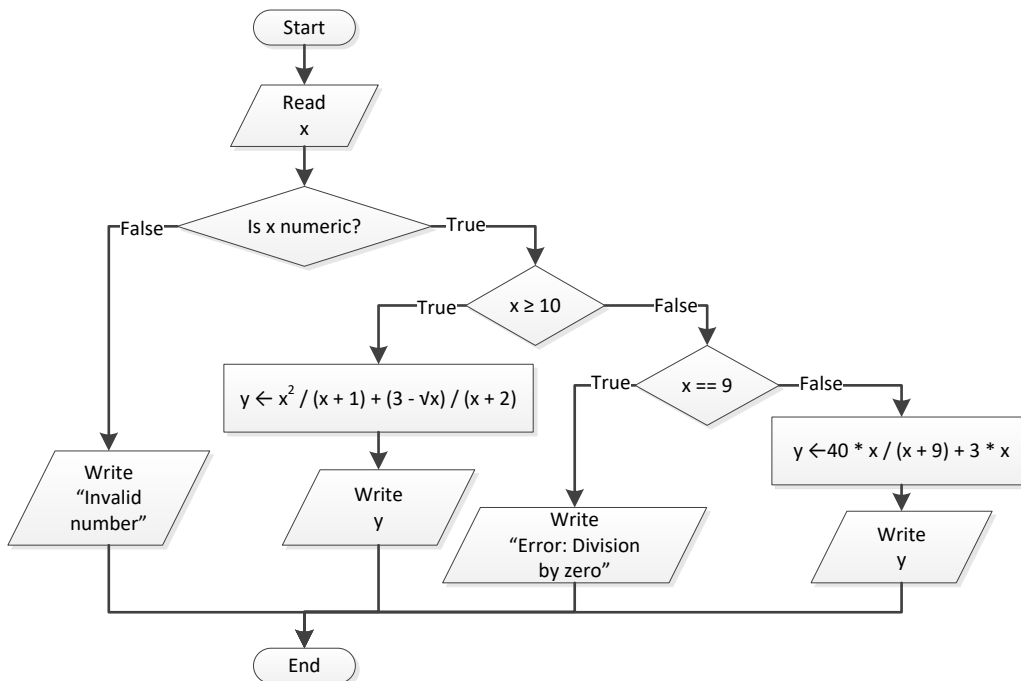 Start
Read
x
Is x numeric?
False
True
x ≥ 10
True
False
y ← x² / (x + 1) + (3 - √x) / (x + 2)
x == 9
True
False
y ←40 * x / (x + 9) + 3 * x
Write
“Invalid
number”
Write
y
Write
“Error: Division
by zero”
Write
y
End